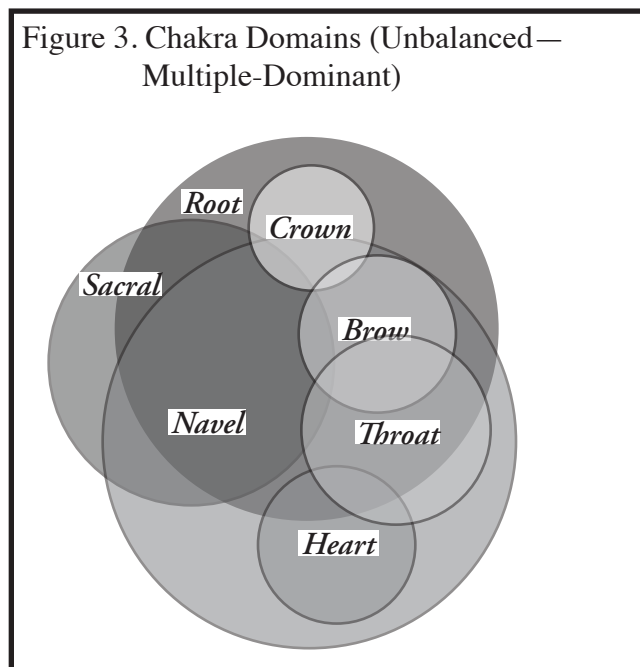 Figure 3. Chakra Domains (Unbalanced—
Multiple-Dominant)
Root
Crown
Sacral
Brow
Navel
Throat
Heart